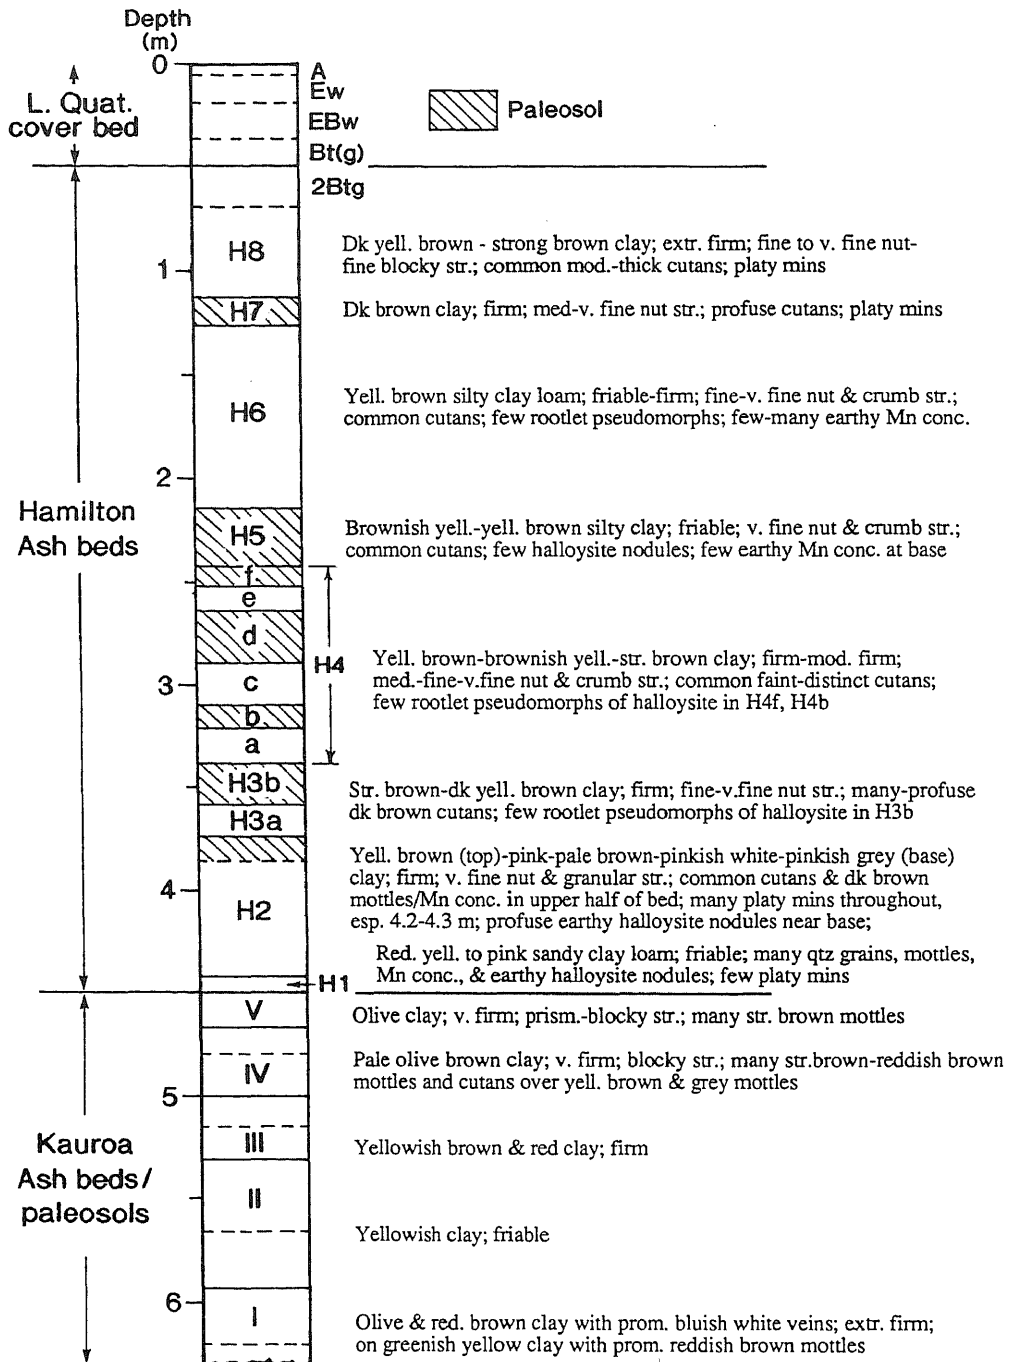 Depth
(m)
0
A
Ew
EBw
Bt(g)
2Btg
L. Quat.
cover bed
Paleosol
H8
Dk yell. brown - strong brown clay; extr. firm; fine to v. fine nut-
fine blocky str.; common mod.-thick cutans; platy mins
1
H7
Dk brown clay; firm; med-v. fine nut str.; profuse cutans; platy mins
H6
Yell. brown silty clay loam; friable-firm; fine-v. fine nut & crumb str.;
common cutans; few rootlet pseudomorphs; few-many earthy Mn conc.
2
Hamilton
Ash beds
H5
Brownish yell.-yell. brown silty clay; friable; v. fine nut & crumb str.;
common cutans; few halloysite nodules; few earthy Mn conc. at base
f
e
d
c
b
a
H4
Yell. brown-brownish yell.-str. brown clay; firm-mod. firm;
med.-fine-v.fine nut & crumb str.; common faint-distinct cutans;
few rootlet pseudomorphs of halloysite in H4f, H4b
3
H3b
H3a
Str. brown-dk yell. brown clay; firm; fine-v.fine nut str.; many-profuse
dk brown cutans; few rootlet pseudomorphs of halloysite in H3b
4
H2
Yell. brown (top)-pink-pale brown-pinkish white-pinkish grey (base)
clay; firm; v. fine nut & granular str.; common cutans & dk brown
mottles/Mn conc. in upper half of bed; many platy mins throughout,
esp. 4.2-4.3 m; profuse earthy halloysite nodules near base;
H1
Red. yell. to pink sandy clay loam; friable; many qtz grains, mottles,
Mn conc., & earthy halloysite nodules; few platy mins
V
Olive clay; v. firm; prism.-blocky str.; many str. brown mottles
IV
Pale olive brown clay; v. firm; blocky str.; many str.brown-reddish brown
mottles and cutans over yell. brown & grey mottles
5
Kauroa
Ash beds/
paleosols
III
Yellowish brown & red clay; firm
II
Yellowish clay; friable
6
I
Olive & red. brown clay with prom. bluish white veins; extr. firm;
on greenish yellow clay with prom. reddish brown mottles